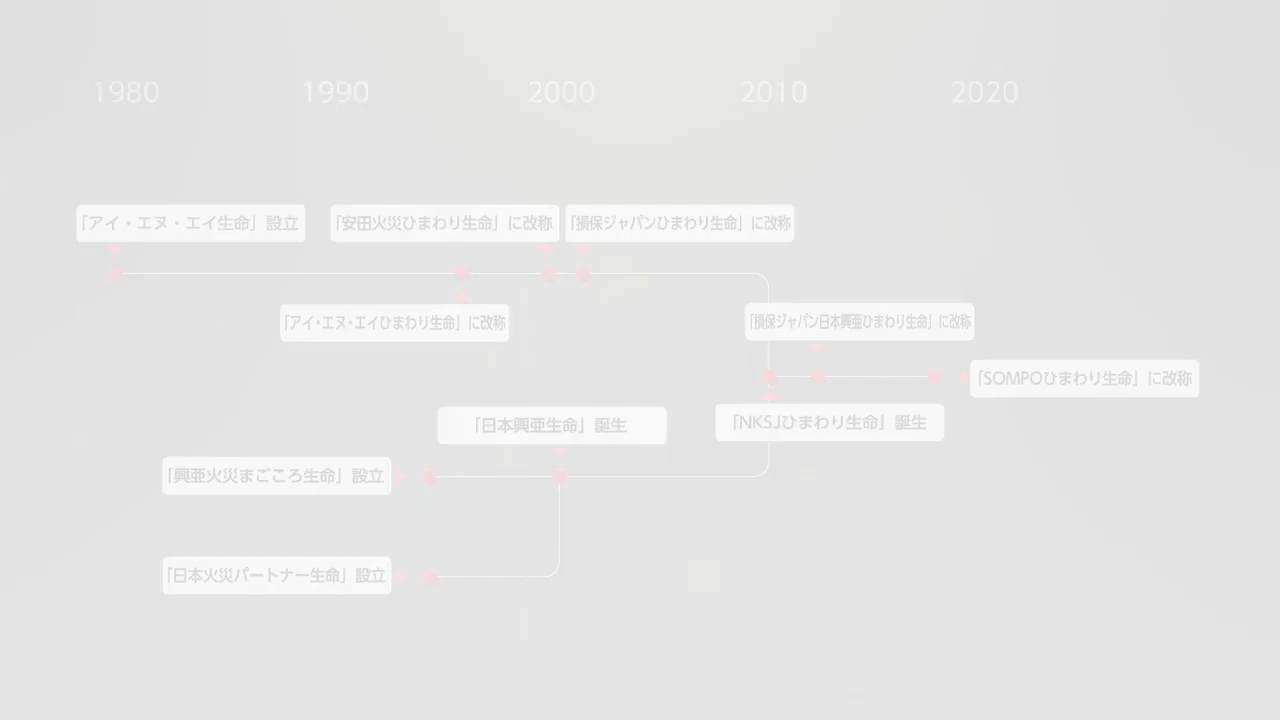 1980 1990 2000 2010 2020
「アイ・エヌ・エイ生命」設立
「安田火災ひまわり生命」に改称
「損保ジャパンひまわり生命」に改称
「アイ・エヌ・エイひまわり生命」に改称
「損保ジャパン日本興亜ひまわり生命」に改称
「SOMPOひまわり生命」に改称
「NKSJひまわり生命」誕生
「日本興亜生命」誕生
「興亜火災まごころ生命」設立
「日本火災パートナー生命」設立